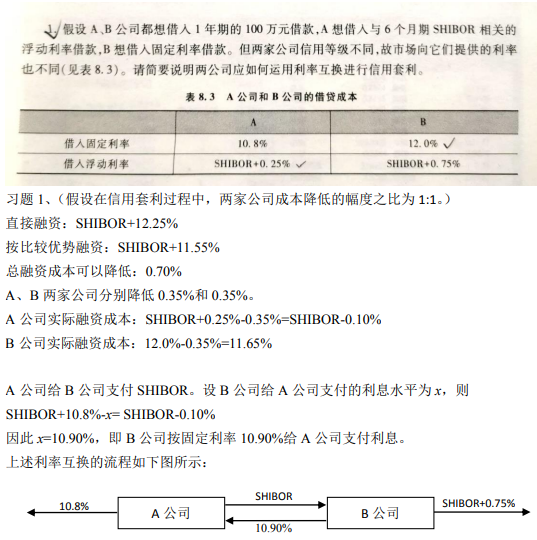 1. 假设 A、B 公司都想借入 1 年期的 100 万元借款,A 想借入与 6 个月期 SHIBOR 相关的
浮动利率借款,B 想借入固定利率借款。但两家公司信用等级不同,故市场向它们提供的利率
也不同(见表 8.3)。请简要说明两公司应如何运用利率互换进行信用套利。
表 8.3 A 公司和 B 公司的借贷成本
A B
借入固定利率 10.8% 12.0% ✓
借入浮动利率 SHIBOR+0.25% ✓ SHIBOR+0.75%
习题 1、(假设在信用套利过程中,两家公司成本降低的幅度之比为 1:1。)
直接融资:SHIBOR+12.25%
按比较优势融资:SHIBOR+11.55%
总融资成本可以降低:0.70%
A、B 两家公司分别降低 0.35%和 0.35%。
A 公司实际融资成本:SHIBOR+0.25%-0.35%=SHIBOR-0.10%
B 公司实际融资成本:12.0%-0.35%=11.65%
A 公司给 B 公司支付 SHIBOR。设 B 公司给 A 公司支付的利息水平为 x,则
SHIBOR+10.8%-x= SHIBOR-0.10%
因此 x=10.90%,即 B 公司按固定利率 10.90%给 A 公司支付利息。
上述利率互换的流程如下图所示:
10.8% A 公司 SHIBOR B 公司 SHIBOR+0.75%
10.90%